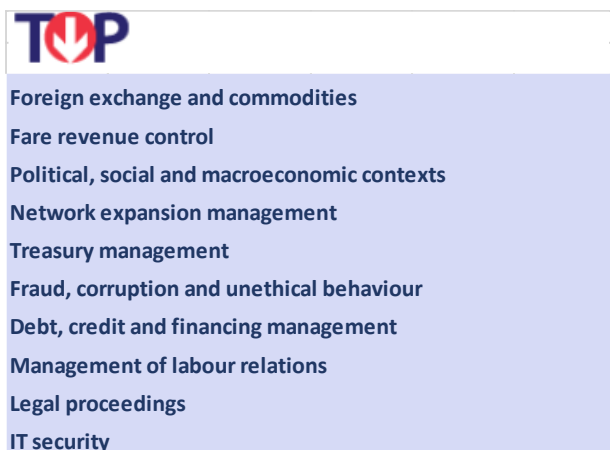 TOP
Foreign exchange and commodities
Fare revenue control
Political, social and macroeconomic contexts
Network expansion management
Treasury management
Fraud, corruption and unethical behaviour
Debt, credit and financing management
Management of labour relations
Legal proceedings
IT security